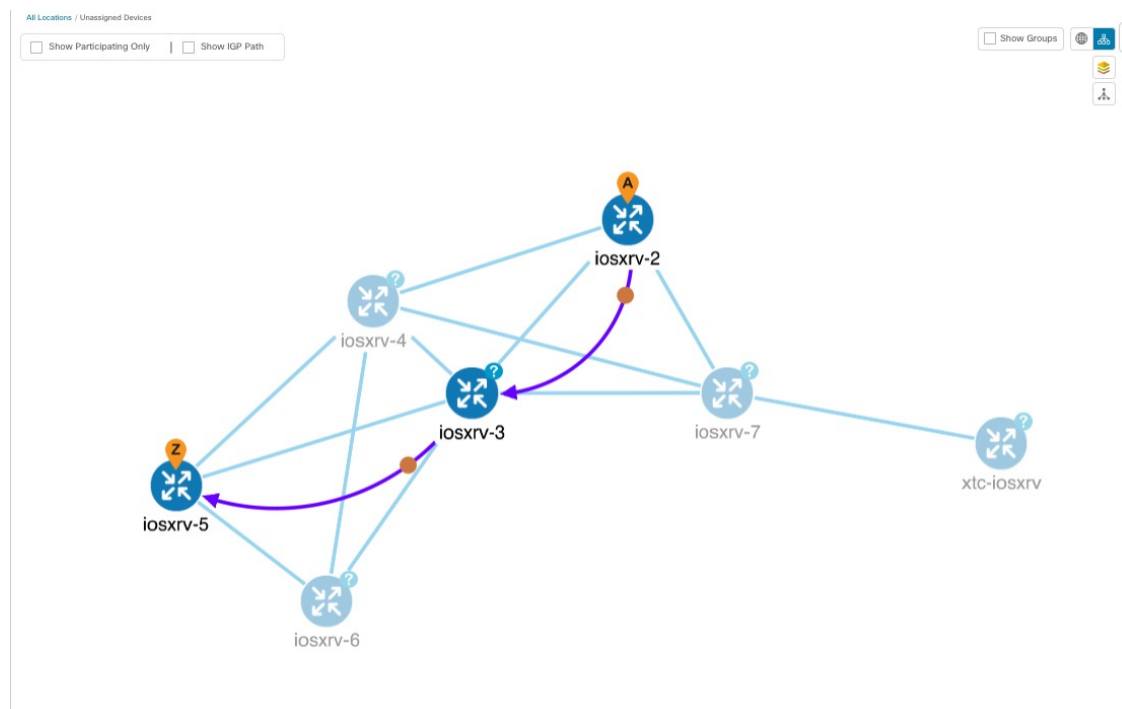 All Locations / Unassigned Devices
Show Participating Only | Show IGP Path
Show Groups
A
iosxrv-2
?
iosxrv-4
?
iosxrv-3
?
iosxrv-7
?
xtc-iosxrv
Z
iosxrv-5
?
iosxrv-6